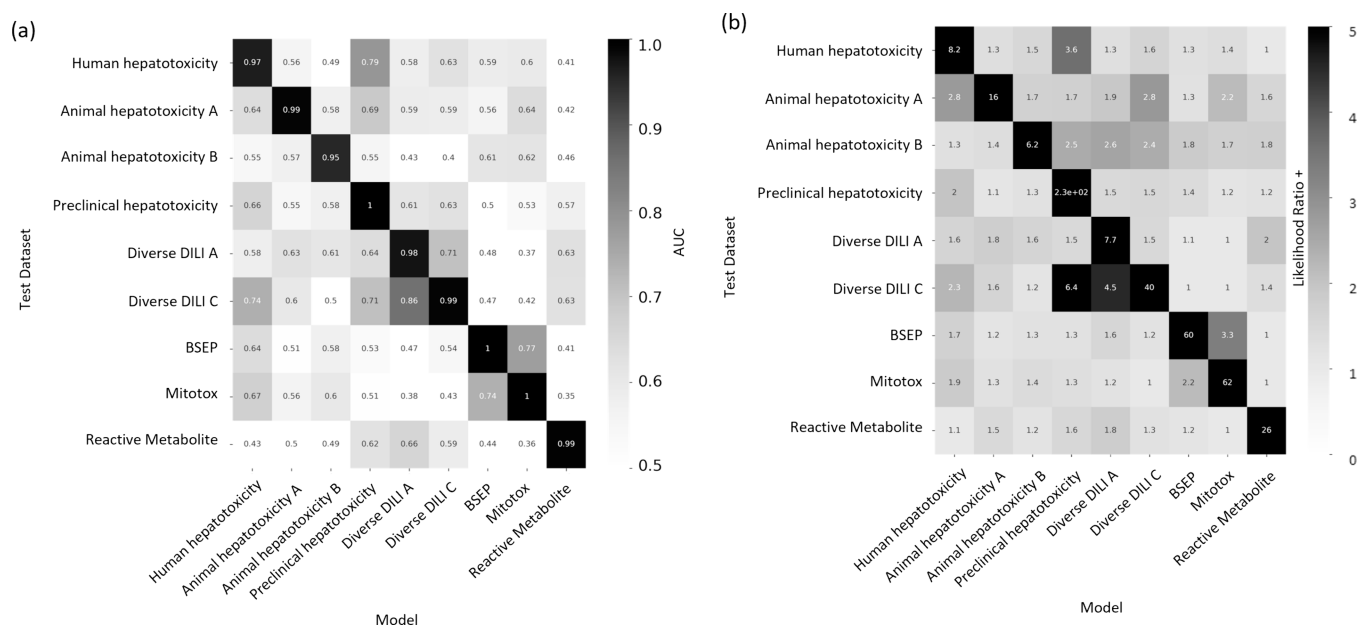 (a)
Human hepatotoxicity 0.97 0.56 0.49 0.79 0.58 0.63 0.59 0.6 0.41
Animal hepatotoxicity A 0.64 0.99 0.58 0.69 0.59 0.59 0.56 0.64 0.42
Animal hepatotoxicity B 0.55 0.57 0.95 0.55 0.43 0.4 0.61 0.62 0.46
Preclinical hepatotoxicity 0.66 0.55 0.58 1 0.61 0.63 0.5 0.53 0.57
Diverse DILI A 0.58 0.63 0.61 0.64 0.98 0.71 0.48 0.37 0.63
Diverse DILI C 0.74 0.6 0.5 0.71 0.86 0.99 0.47 0.42 0.63
BSEP 0.64 0.51 0.58 0.53 0.47 0.54 1 0.77 0.41
Mitotox 0.67 0.56 0.6 0.51 0.38 0.43 0.74 1 0.35
Reactive Metabolite 0.43 0.5 0.49 0.62 0.66 0.59 0.44 0.36 0.99
Test Dataset
Human hepatotoxicity
Animal hepatotoxicity A
Animal hepatotoxicity B
Preclinical hepatotoxicity
Diverse DILI A
Diverse DILI C
BSEP
Mitotox
Reactive Metabolite
Model
1.0
0.9
0.8
0.7
0.6
0.5
AUC
(b)
Human hepatotoxicity 8.2 1.3 1.5 3.6 1.3 1.6 1.3 1.4 1
Animal hepatotoxicity A 2.8 16 1.7 1.7 1.9 2.8 1.3 2.2 1.6
Animal hepatotoxicity B 1.3 1.4 6.2 2.5 2.6 2.4 1.8 1.7 1.8
Preclinical hepatotoxicity 2 1.1 1.3 2.3e+02 1.5 1.5 1.4 1.2 1.2
Diverse DILI A 1.6 1.8 1.6 1.5 7.7 1.5 1.1 1 2
Diverse DILI C 2.3 1.6 1.2 6.4 4.5 40 1 1 1.4
BSEP 1.7 1.2 1.3 1.3 1.6 1.2 60 3.3 1
Mitotox 1.9 1.3 1.4 1.3 1.2 1 2.2 62 1
Reactive Metabolite 1.1 1.5 1.2 1.6 1.8 1.3 1.2 1 26
Test Dataset
Human hepatotoxicity
Animal hepatotoxicity A
Animal hepatotoxicity B
Preclinical hepatotoxicity
Diverse DILI A
Diverse DILI C
BSEP
Mitotox
Reactive Metabolite
Model
5
4
3
2
1
0
Likelihood Ratio +